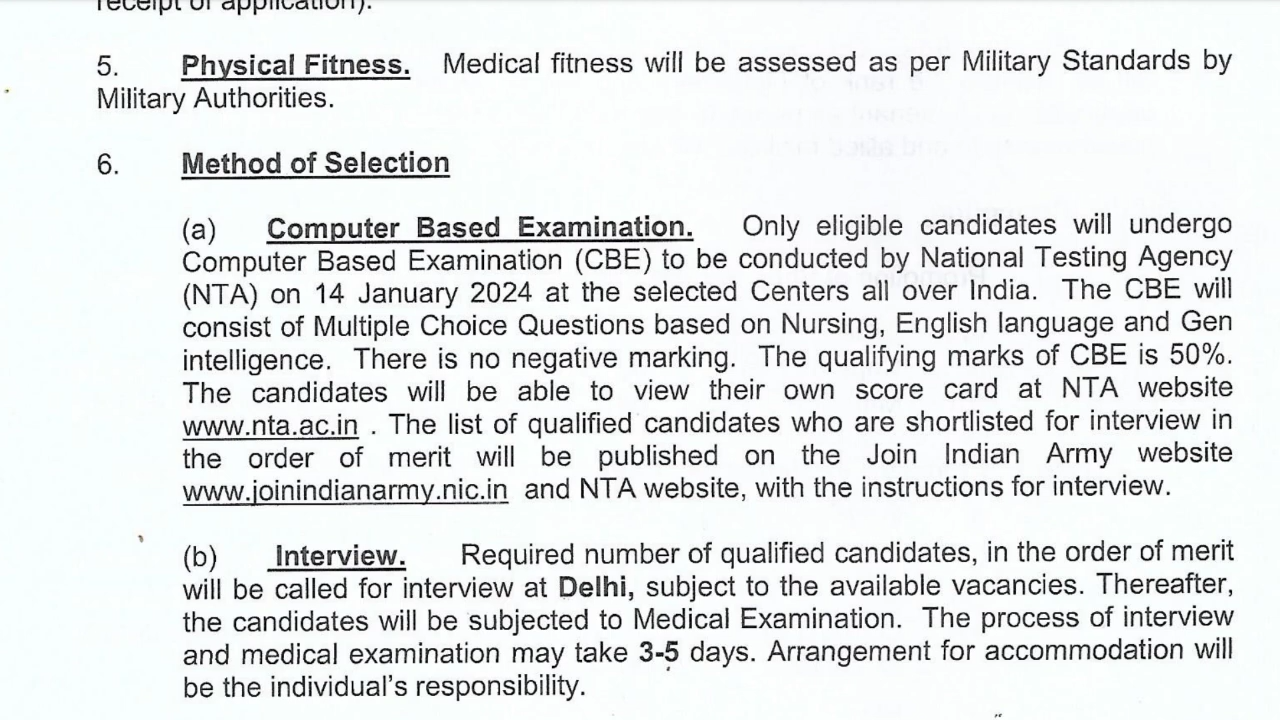 receipt of application).
5. Physical Fitness. Medical fitness will be assessed as per Military Standards by
Military Authorities.
6. Method of Selection
(a) Computer Based Examination. Only eligible candidates will undergo
Computer Based Examination (CBE) to be conducted by National Testing Agency
(NTA) on 14 January 2024 at the selected Centers all over India. The CBE will
consist of Multiple Choice Questions based on Nursing, English language and Gen
intelligence. There is no negative marking. The qualifying marks of CBE is 50%.
The candidates will be able to view their own score card at NTA website
www.nta.ac.in . The list of qualified candidates who are shortlisted for interview in
the order of merit will be published on the Join Indian Army website
www.joinindianarmy.nic.in and NTA website, with the instructions for interview.
(b) Interview. Required number of qualified candidates, in the order of merit
will be called for interview at Delhi, subject to the available vacancies. Thereafter,
the candidates will be subjected to Medical Examination. The process of interview
and medical examination may take 3-5 days. Arrangement for accommodation will
be the individual's responsibility.